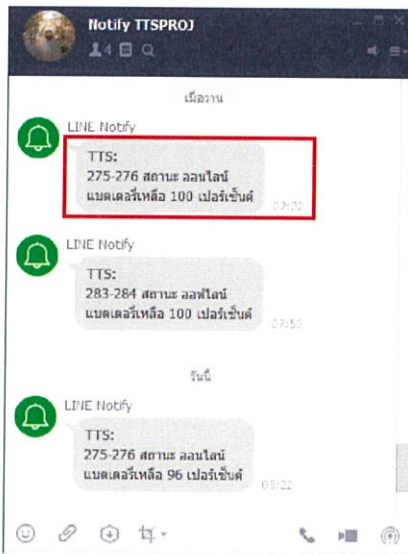 Notify TTSPROJ
4
เมื่อวาน
LINE Notify
TTS:
275-276 สถานะ ออนไลน์
แบตเตอรี่เหลือ 100 เปอร์เซ็นต์
07:22
LINE Notify
TTS:
283-284 สถานะ ออฟไลน์
แบตเตอรี่เหลือ 100 เปอร์เซ็นต์
07:55
วันนี้
LINE Notify
TTS:
275-276 สถานะ ออนไลน์
แบตเตอรี่เหลือ 96 เปอร์เซ็นต์
05:22